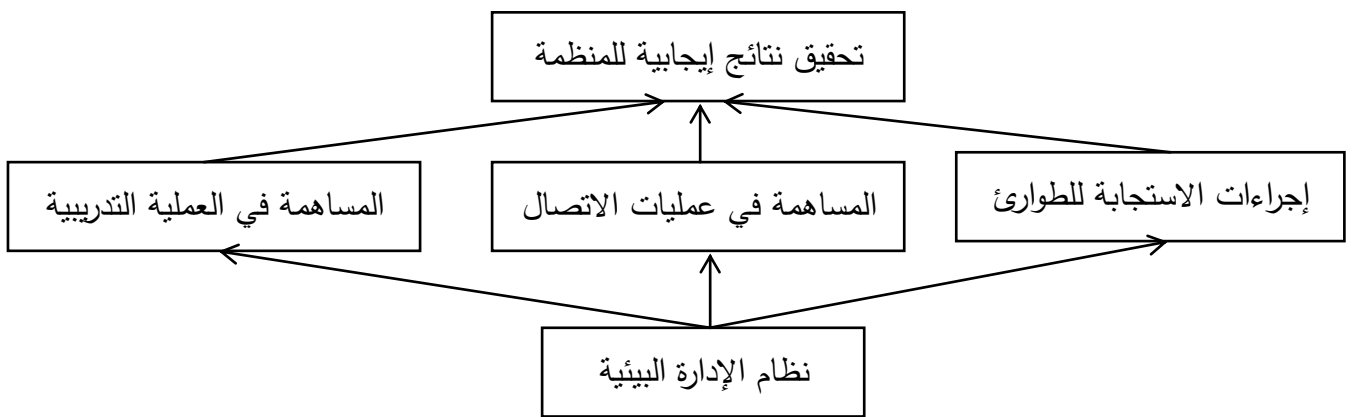 تحقيق نتائج إيجابية للمنظمة
إجراءات الاستجابة للطوارئ
المساهمة في عمليات الاتصال
المساهمة في العملية التدريبية
نظام الإدارة البيئية